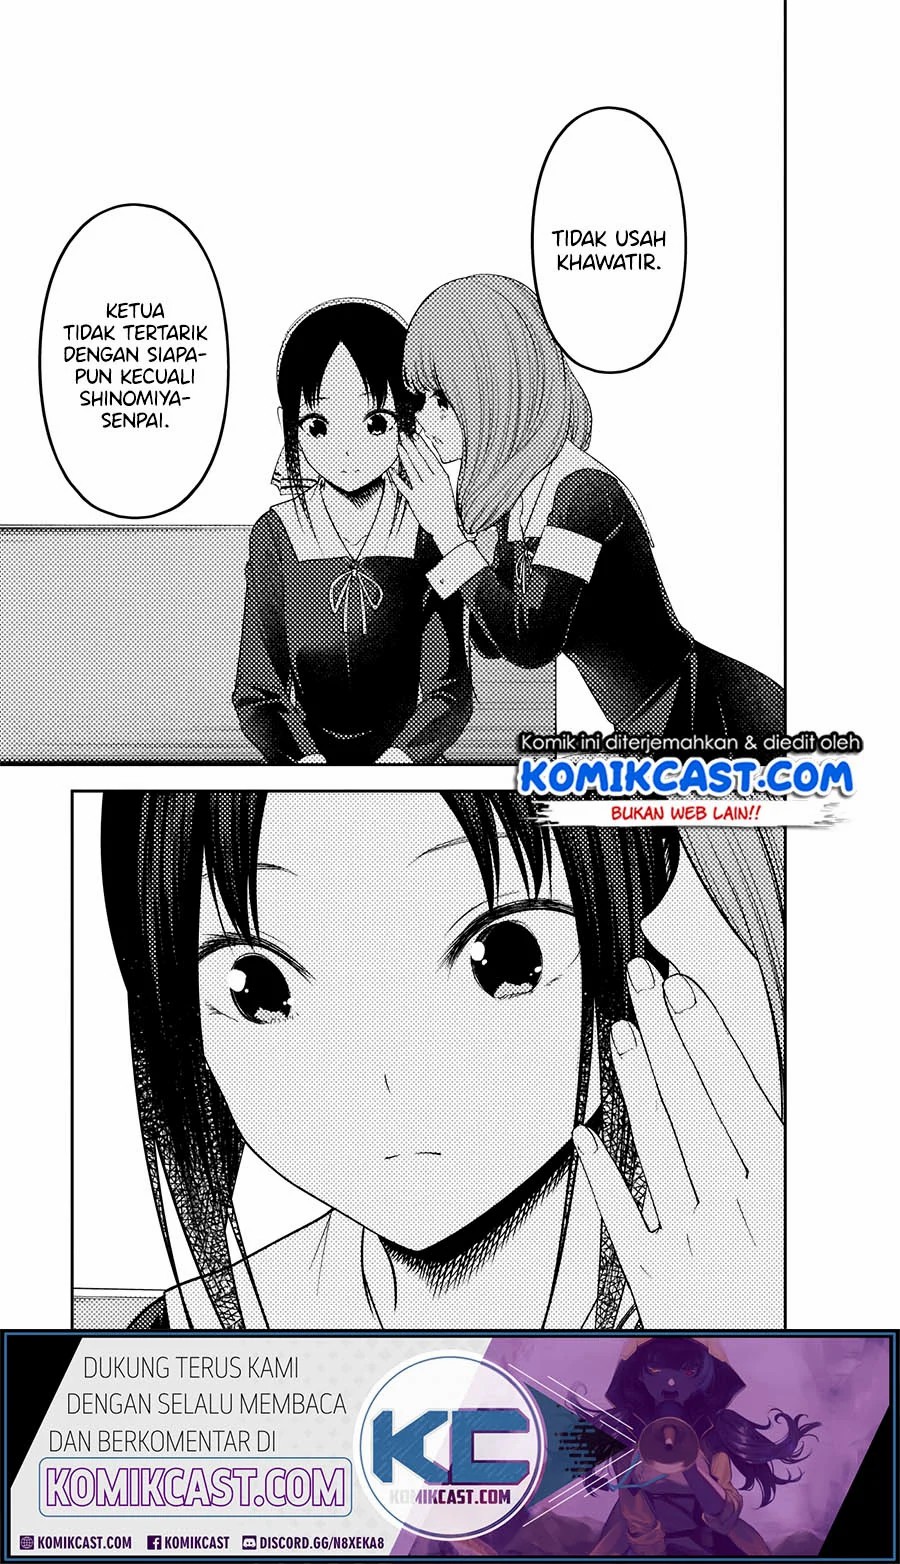 TIDAK USAH
KHAWATIR.
KETUA
TIDAK TERTARIK
DENGAN SIAPA-
PUN KECUALI
SHINOMIYA-
SENPAI.
Komik ini diterjemahkan & diedit oleh
KOMIKCAST.COM
BUKAN WEB LAIN!!
DUKUNG TERUS KAMI
DENGAN SELALU MEMBACA
DAN BERKOMENTAR DI
KOMIKCAST.COM
KOMIKCAST.COM
KOMIKCAST
DISCORD.GG/N8XEKA8
KC
KOMIKCAST.COM